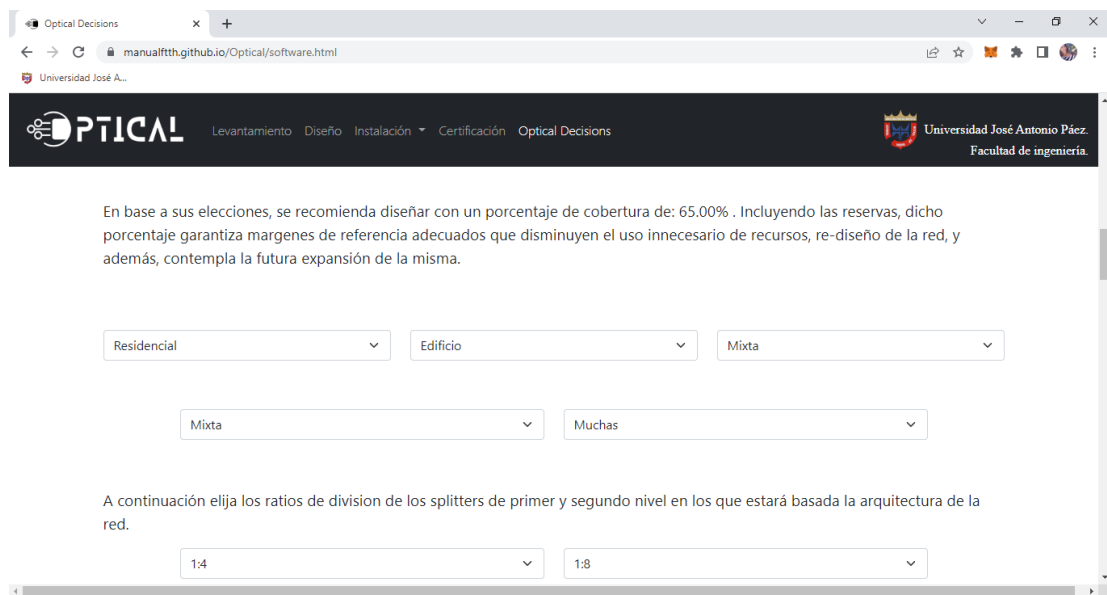 Optical Decisions
manualftth.github.io/Optical/software.html
Universidad José A...
OPTICAL
Levantamiento Diseño Instalación Certificación Optical Decisions
Universidad José Antonio Páez.
Facultad de ingeniería.
En base a sus elecciones, se recomienda diseñar con un porcentaje de cobertura de: 65.00% . Incluyendo las reservas, dicho
porcentaje garantiza margenes de referencia adecuados que disminuyen el uso innecesario de recursos, re-diseño de la red, y
además, contempla la futura expansión de la misma.
Residencial Edificio Mixta
Mixta Muchas
A continuación elija los ratios de division de los splitters de primer y segundo nivel en los que estará basada la arquitectura de la
red.
1:4 1:8